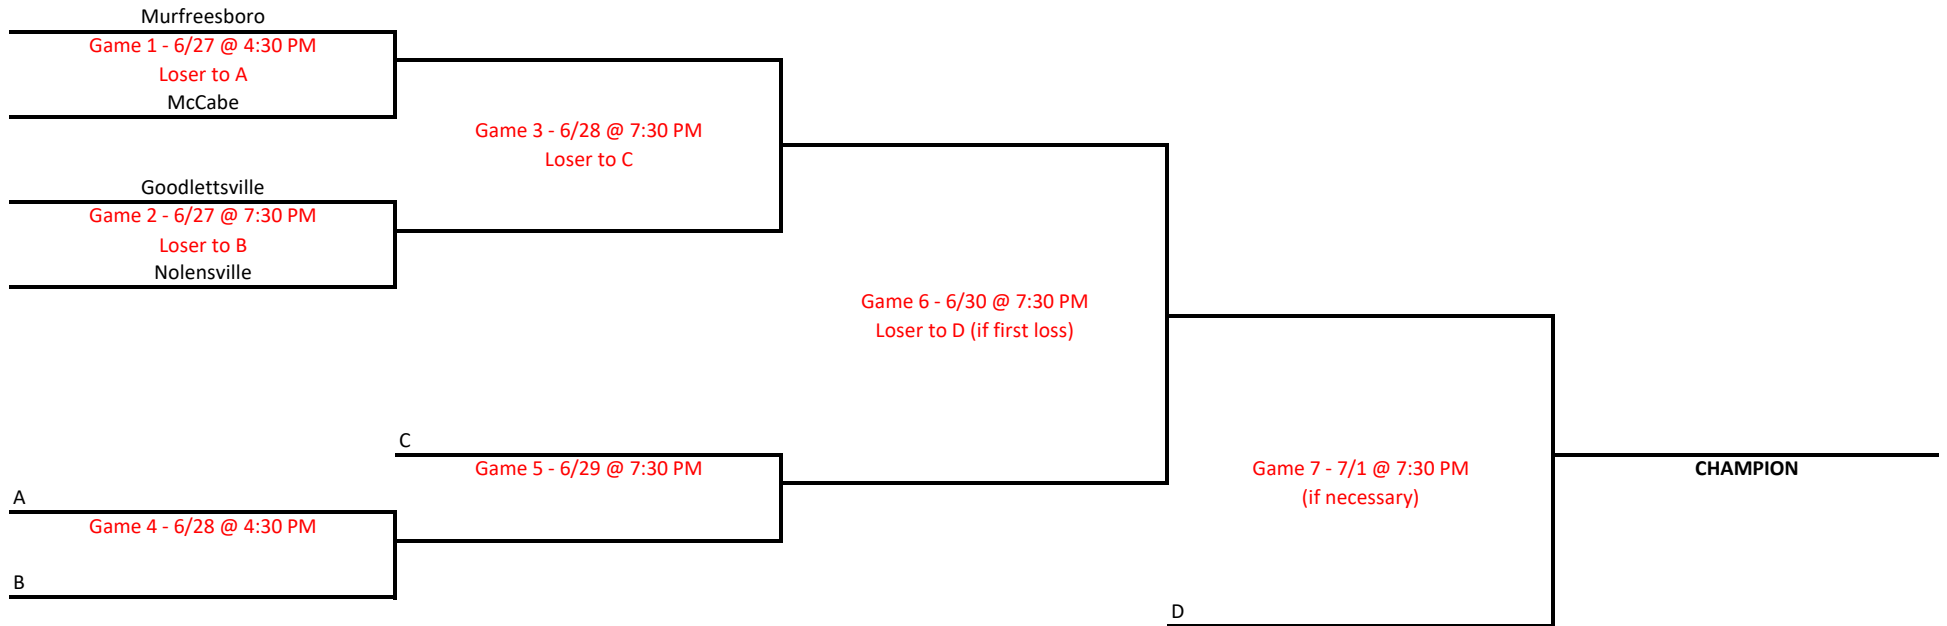 Murfreesboro
Game 1 - 6/27 @ 4:30 PM
Loser to A
McCabe
Game 3 - 6/28 @ 7:30 PM
Loser to C
Goodlettsville
Game 2 - 6/27 @ 7:30 PM
Loser to B
Nolensville
Game 6 - 6/30 @ 7:30 PM
Loser to D (if first loss)
C
Game 5 - 6/29 @ 7:30 PM
Game 7 - 7/1 @ 7:30 PM
(if necessary)
CHAMPION
A
Game 4 - 6/28 @ 4:30 PM
B
D